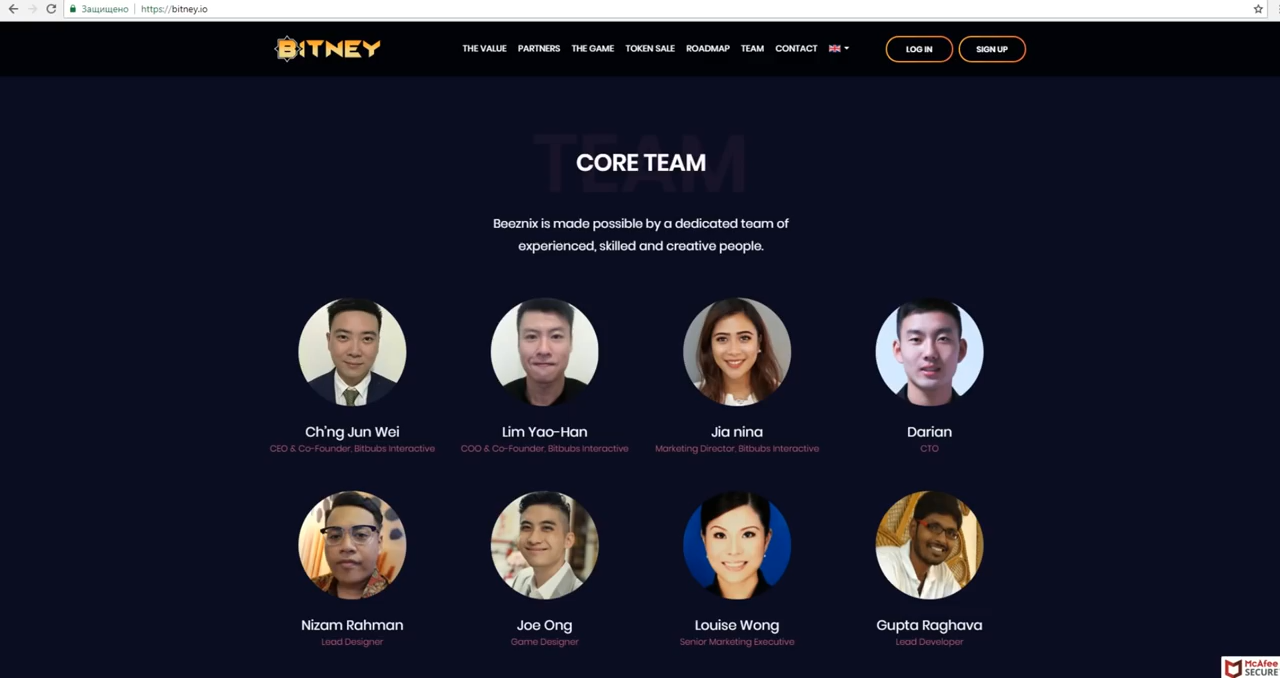 Защищено https://bitney.io
BITNEY THE VALUE PARTNERS THE GAME TOKEN SALE ROADMAP TEAM CONTACT LOG IN SIGN UP
TEAM
CORE TEAM
Beeznix is made possible by a dedicated team of
experienced, skilled and creative people.
Ch'ng Jun Wei Lim Yao-Han Jia nina Darian
CEO & Co-Founder, Bitbubs Interactive COO & Co-Founder, Bitbubs Interactive Marketing Director, Bitbubs Interactive CTO
Nizam Rahman Joe Ong Louise Wong Gupta Raghava
Lead Designer Game Designer Senior Marketing Executive Lead Developer
McAfee
SECURE